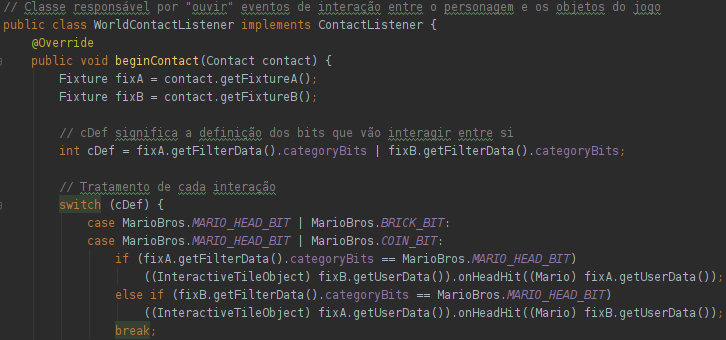 // Classe responsável por "ouvir" eventos de interação entre o personagem e os objetos do jogo
public class WorldContactListener implements ContactListener {
@Override
public void beginContact(Contact contact) {
Fixture fixA = contact.getFixtureA();
Fixture fixB = contact.getFixtureB();
// cDef significa a definição dos bits que vão interagir entre si
int cDef = fixA.getFilterData().categoryBits | fixB.getFilterData().categoryBits;
// Tratamento de cada interação
switch (cDef) {
case MarioBros.MARIO_HEAD_BIT | MarioBros.BRICK_BIT:
case MarioBros.MARIO_HEAD_BIT | MarioBros.COIN_BIT:
if (fixA.getFilterData().categoryBits == MarioBros.MARIO_HEAD_BIT)
((InteractiveTileObject) fixB.getUserData()).onHeadHit((Mario) fixA.getUserData());
else if (fixB.getFilterData().categoryBits == MarioBros.MARIO_HEAD_BIT)
((InteractiveTileObject) fixA.getUserData()).onHeadHit((Mario) fixB.getUserData());
break;